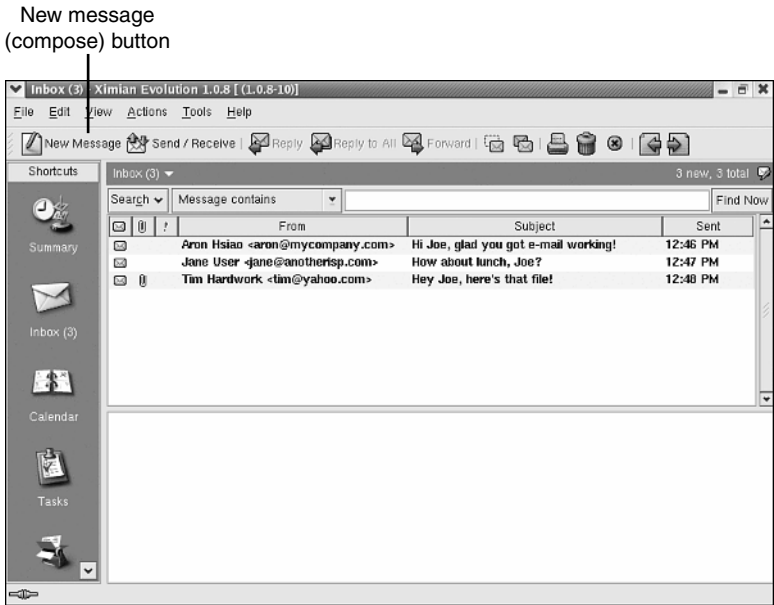 New message
(compose) button
Inbox (3) - Ximian Evolution 1.0.8 [ (1.0.8-10)]
File Edit View Actions Tools Help
New Message Send / Receive Reply Reply to All Forward
Shortcuts
Inbox (3) 3 new, 3 total
Search Message contains Find Now
! From Subject Sent
Aron Hsiao <aron@mycompany.com> Hi Joe, glad you got e-mail working! 12:46 PM
Jane User <jane@anotherisp.com> How about lunch, Joe? 12:47 PM
Tim Hardwork <tim@yahoo.com> Hey Joe, here's that file! 12:48 PM
Summary
Inbox (3)
Calendar
Tasks